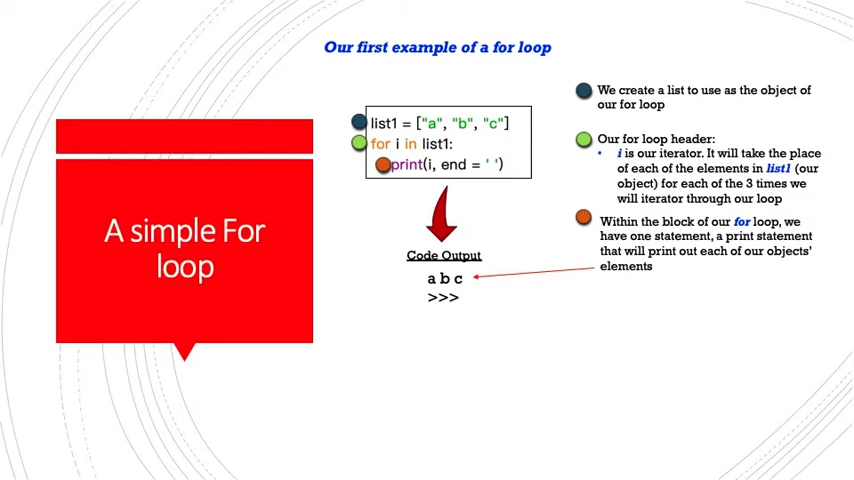 Our first example of a for loop
A simple For
loop
list1 = ["a", "b", "c"]
for i in list1:
print(i, end = ' ')
Code Output
a b c
>>>
We create a list to use as the object of
our for loop
Our for loop header:
• i is our iterator. It will take the place
of each of the elements in list1 (our
object) for each of the 3 times we
will iterator through our loop
Within the block of our for loop, we
have one statement, a print statement
that will print out each of our objects'
elements